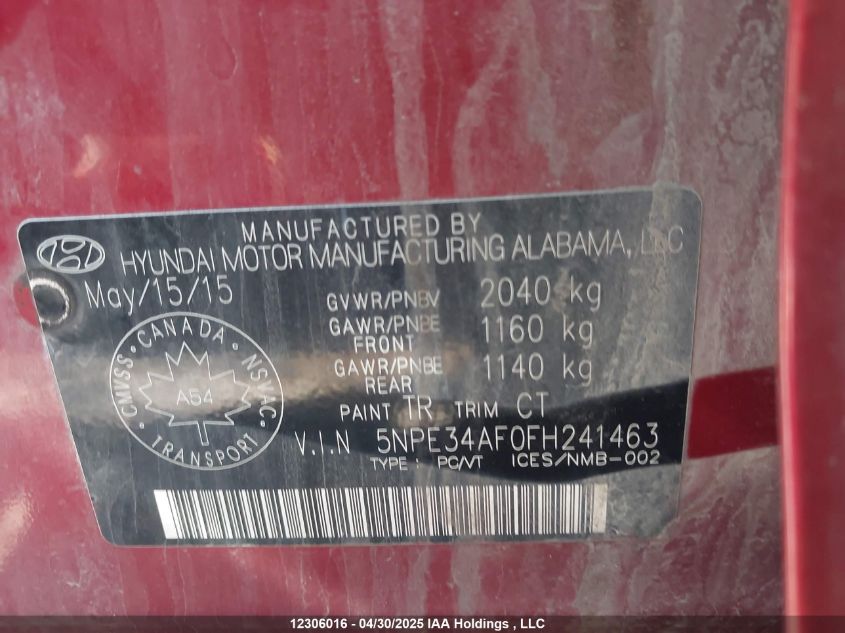 MANUFACTURED BY
HYUNDAI MOTOR MANUFACTURING ALABAMA, LLC
May/15/15
GVWR/PNBV 2040 kg
GAWR/PNBE FRONT 1160 kg
GAWR/PNBE REAR 1140 kg
PAINT TR TRIM CT
CANADA
CMVSS · NSVAC
A54
TRANSPORT
V.I.N 5NPE34AF0FH241463
TYPE : PC/VT ICES/NMB-002
12306016 - 04/30/2025 IAA Holdings , LLC